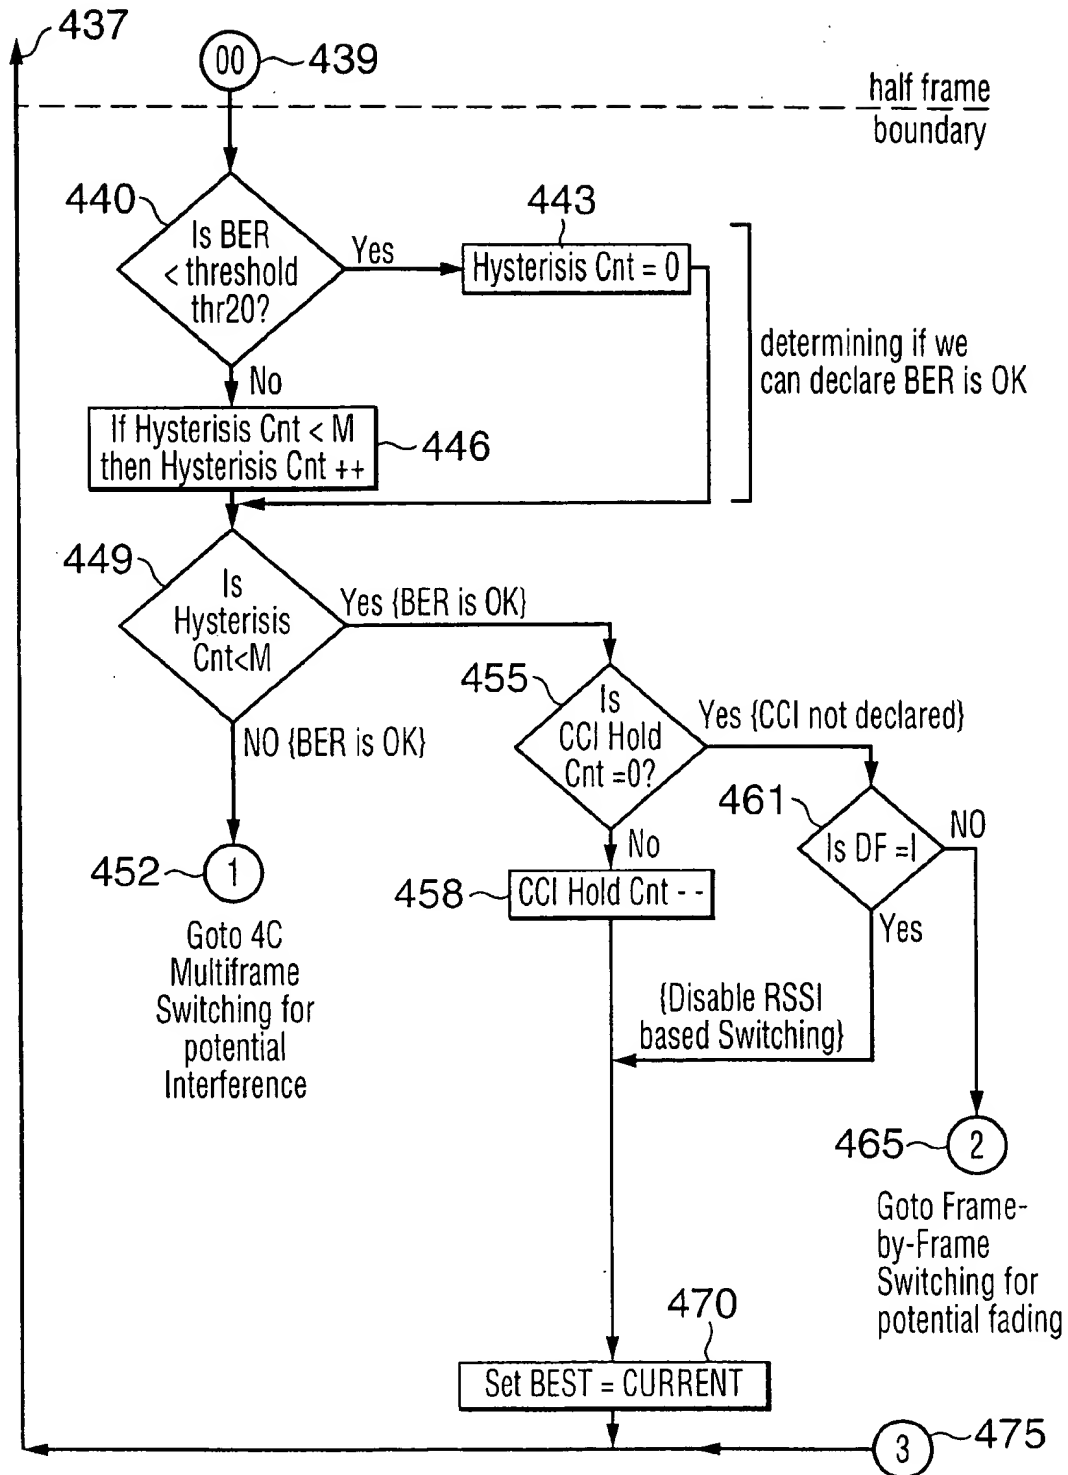 437
00
439
half frame
boundary
440
443
Is BER
< threshold
thr20?
Yes
Hysterisis Cnt = 0
determining if we
can declare BER is OK
No
If Hysterisis Cnt < M
then Hysterisis Cnt ++
446
449
Is
Hysterisis
Cnt<M
Yes {BER is OK}
455
Is
CCI Hold
Cnt =0?
Yes {CCI not declared}
NO {BER is OK}
461
Is DF =I
NO
452
1
No
458
CCI Hold Cnt - -
Yes
Goto 4C
Multiframe
Switching for
potential
Interference
{Disable RSSI
based Switching}
465
2
Goto Frame-
by-Frame
Switching for
potential fading
470
Set BEST = CURRENT
3
475